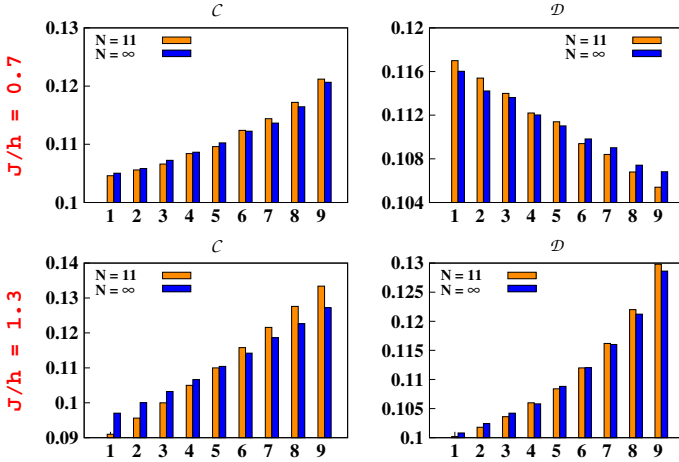 J/h = 0.7
𝒞
N = 11
N = ∞
0.13
0.12
0.11
0.1
1 2 3 4 5 6 7 8 9
𝒟
N = 11
N = ∞
0.12
0.116
0.112
0.108
0.104
1 2 3 4 5 6 7 8 9
J/h = 1.3
𝒞
N = 11
N = ∞
0.14
0.13
0.12
0.11
0.1
0.09
1 2 3 4 5 6 7 8 9
𝒟
N = 11
N = ∞
0.13
0.125
0.12
0.115
0.11
0.105
0.1
1 2 3 4 5 6 7 8 9